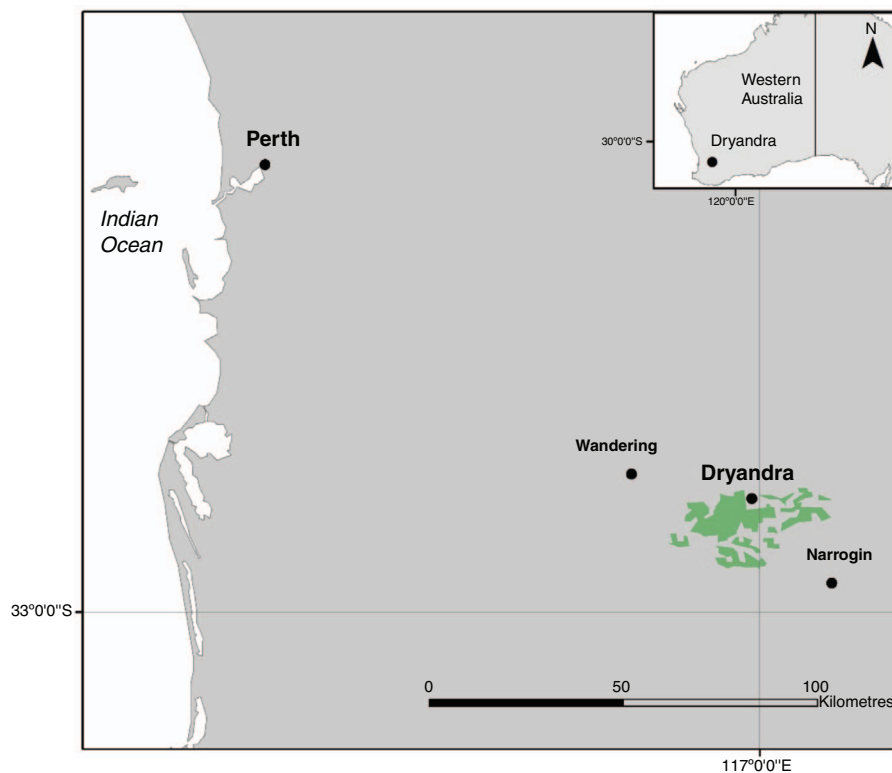 N
Western
Australia
30°0'0"S
Dryandra
120°0'0"E
Perth
Indian
Ocean
Wandering
Dryandra
Narrogin
33°0'0"S
0 50 100
Kilometres
117°0'0"E